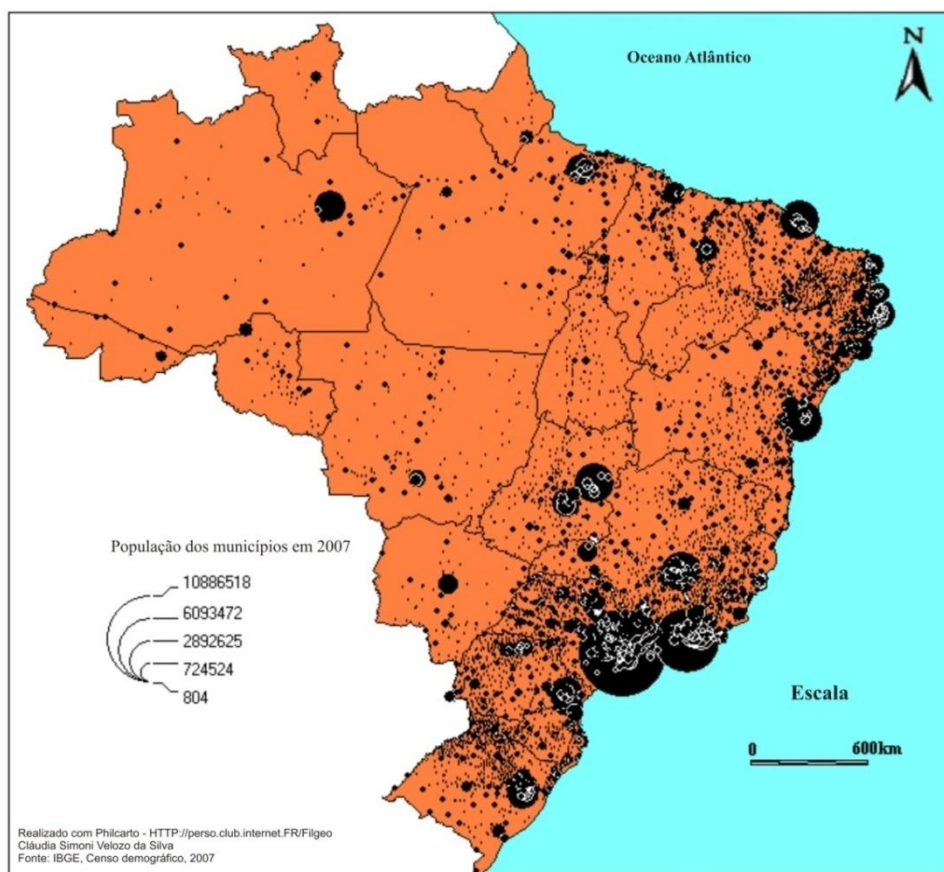 Oceano Atlântico
N
População dos municípios em 2007
10886518
6093472
2892625
724524
804
Escala
0 600km
Realizado com Philcarto - HTTP://perso.club.internet.FR/Filgeo
Cláudia Simoni Velozo da Silva
Fonte: IBGE, Censo demográfico, 2007